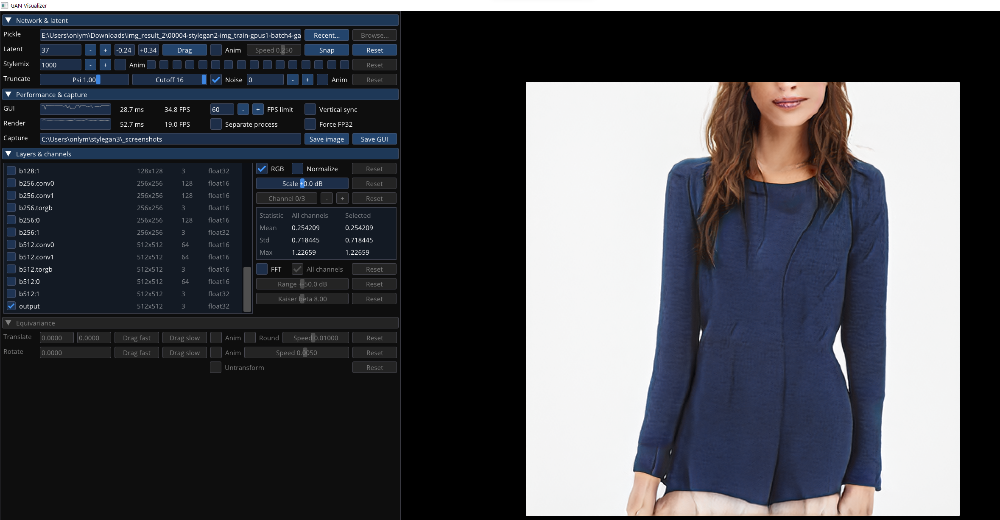 GAN Visualizer
Network & latent
Pickle E:\Users\onlym\Downloads\img_result_2\00004-stylegan2-img_train-gpus1-batch4-ga Recent... Browse...
Latent 37 - + -0.24 +0.34 Drag Anim Speed 0.250 Snap Reset
Stylemix 1000 - + Anim Reset
Truncate Psi 1.00 Cutoff 16 Noise 0 - + Anim Reset
Performance & capture
GUI 28.7 ms 34.8 FPS 60 - + FPS limit Vertical sync
Render 52.7 ms 19.0 FPS Separate process Force FP32
Capture C:\Users\onlym\stylegan3\_screenshots Save image Save GUI
Layers & channels
b128:1 128x128 3 float32
b256.conv0 256x256 128 float16
b256.conv1 256x256 128 float16
b256.torgb 256x256 3 float16
b256:0 256x256 128 float16
b256:1 256x256 3 float32
b512.conv0 512x512 64 float16
b512.conv1 512x512 64 float16
b512.torgb 512x512 3 float16
b512:0 512x512 64 float16
b512:1 512x512 3 float32
output 512x512 3 float32
RGB Normalize Reset
Scale +0.0 dB Reset
Channel 0/3 - + Reset
Statistic All channels Selected
Mean 0.254209 0.254209
Std 0.718445 0.718445
Max 1.22659 1.22659
FFT All channels Reset
Range +-50.0 dB Reset
Kaiser beta 8.00 Reset
Equivariance
Translate 0.0000 0.0000 Drag fast Drag slow Anim Round Speed 0.01000 Reset
Rotate 0.0000 Drag fast Drag slow Anim Speed 0.0050 Reset
Untransform Reset